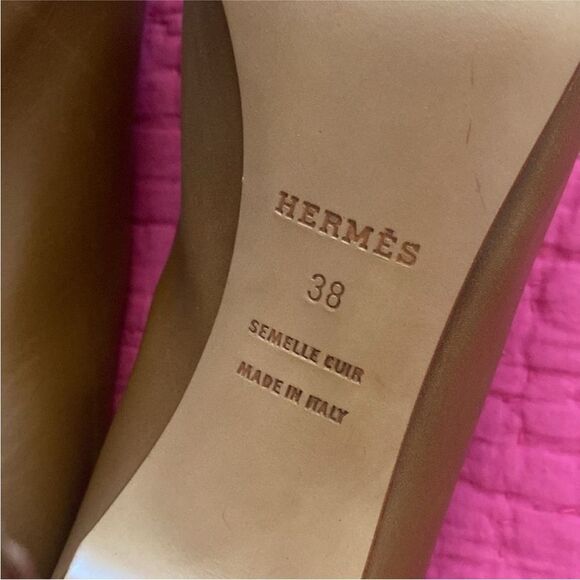 HERMÈS
38
SEMELLE CUIR
MADE IN ITALY